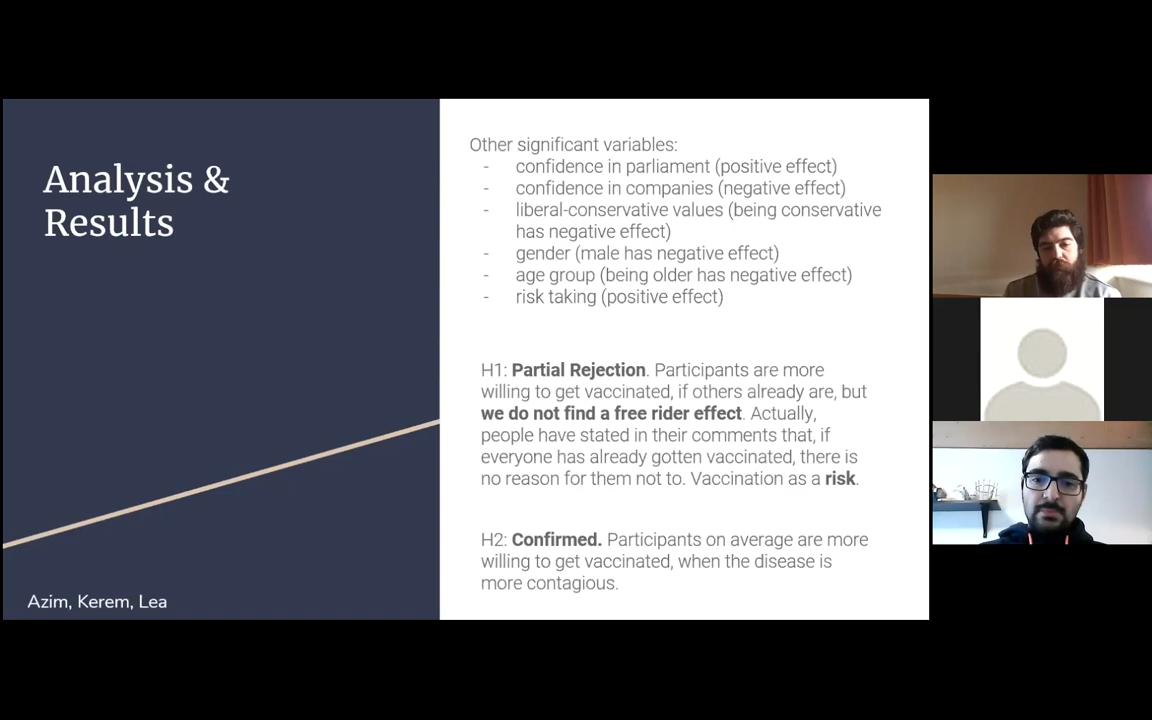 Analysis &
Results
Azim, Kerem, Lea
Other significant variables:
- confidence in parliament (positive effect)
- confidence in companies (negative effect)
- liberal-conservative values (being conservative
has negative effect)
- gender (male has negative effect)
- age group (being older has negative effect)
- risk taking (positive effect)
H1: Partial Rejection. Participants are more
willing to get vaccinated, if others already are, but
we do not find a free rider effect. Actually,
people have stated in their comments that, if
everyone has already gotten vaccinated, there is
no reason for them not to. Vaccination as a risk.
H2: Confirmed. Participants on average are more
willing to get vaccinated, when the disease is
more contagious.